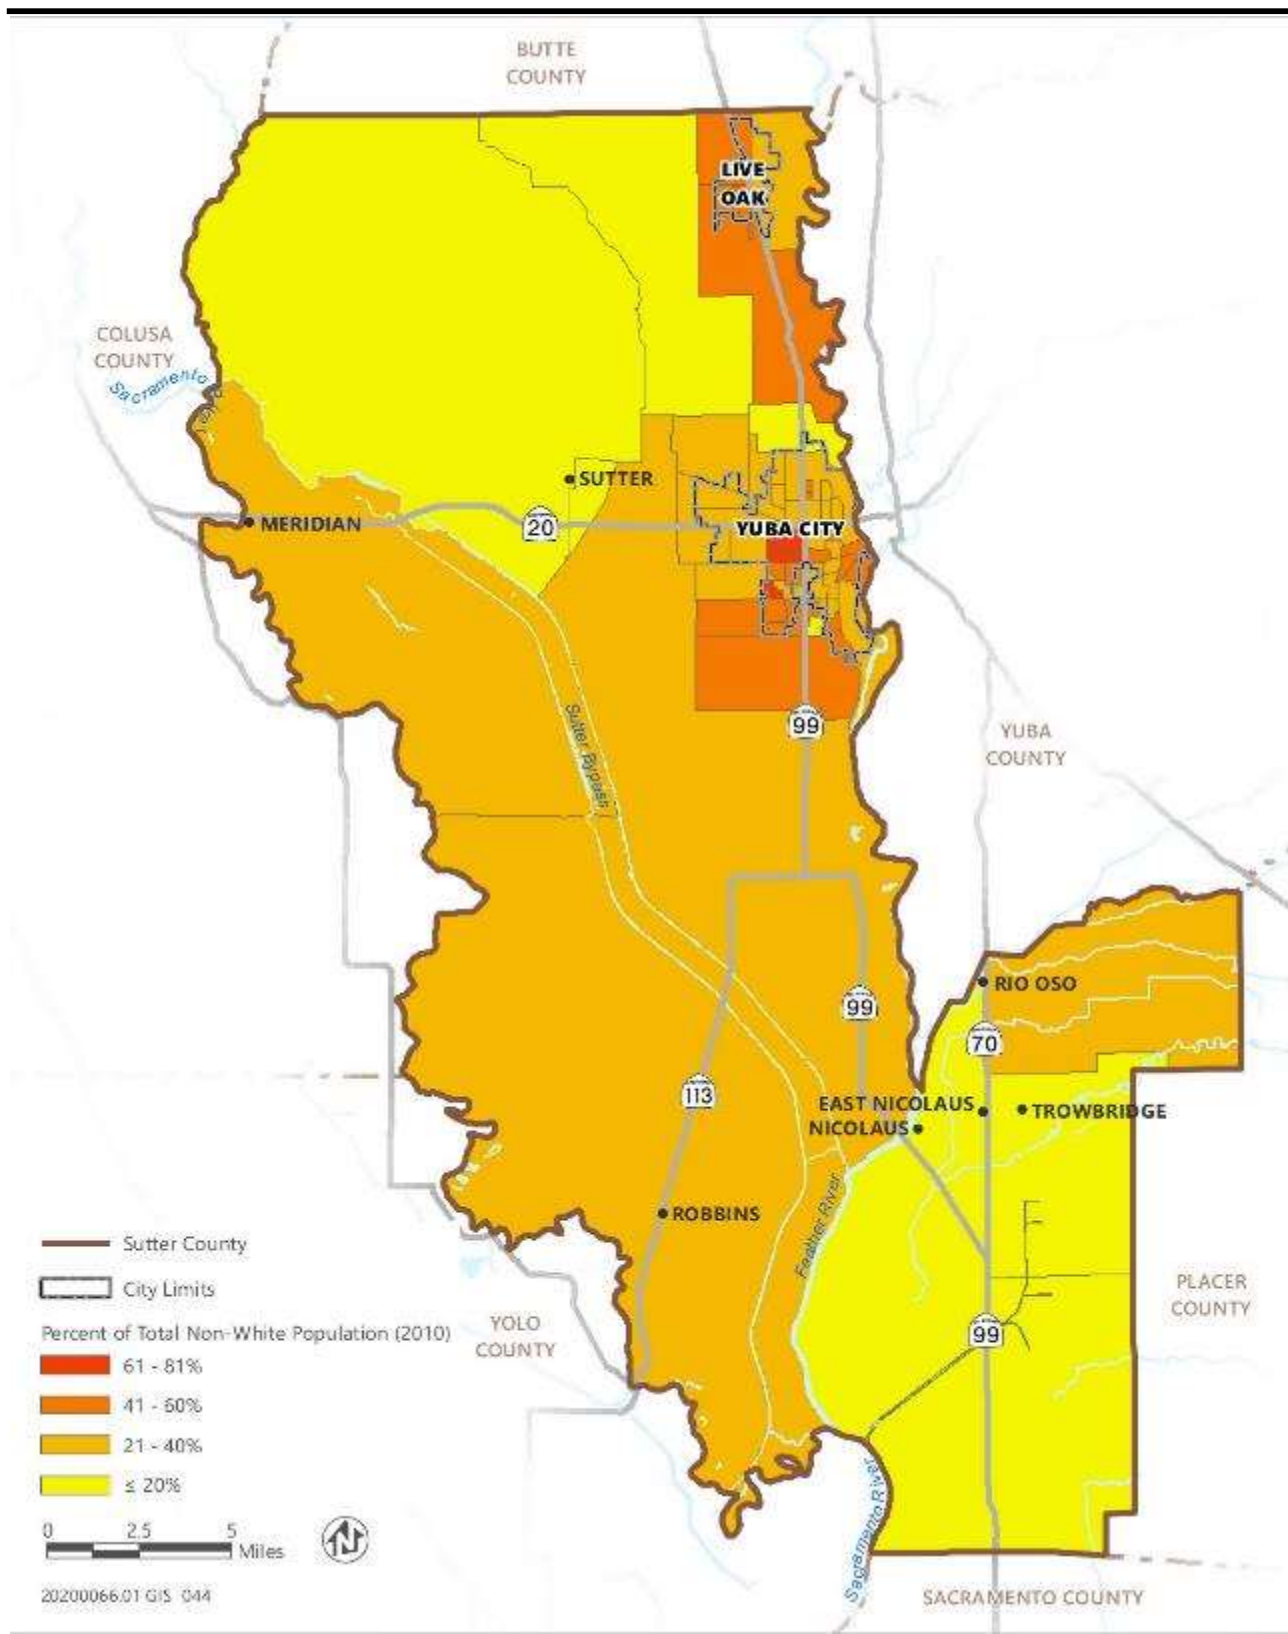 BUTTE
COUNTY
LIVE
OAK
COLUSA
COUNTY
Sacramento River
SUTTER
MERIDIAN
20
YUBA CITY
Sutter Bypass
99
YUBA
COUNTY
RIO OSO
99
70
113
EAST NICOLAUS
TROWBRIDGE
NICOLAUS
ROBBINS
Feather River
PLACER
COUNTY
YOLO
COUNTY
99
Sacramento River
SACRAMENTO COUNTY
Sutter County
City Limits
Percent of Total Non-White Population (2010)
61 - 81%
41 - 60%
21 - 40%
≤ 20%
0 2.5 5
Miles
N
20200066.01 GIS 044